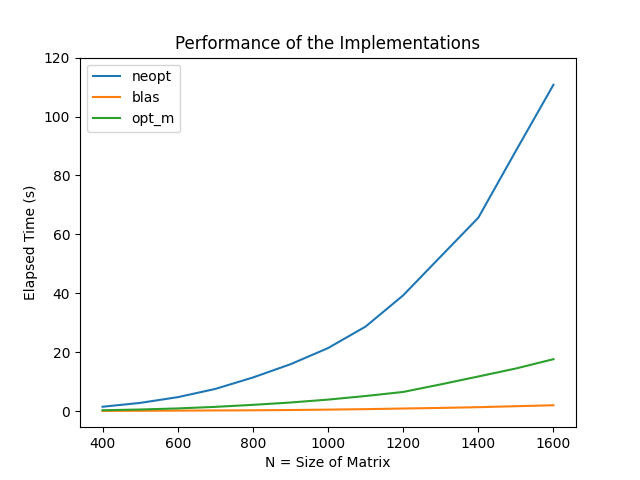 Performance of the Implementations
neopt
blas
opt_m
Elapsed Time (s)
120
100
80
60
40
20
0
400 600 800 1000 1200 1400 1600
N = Size of Matrix